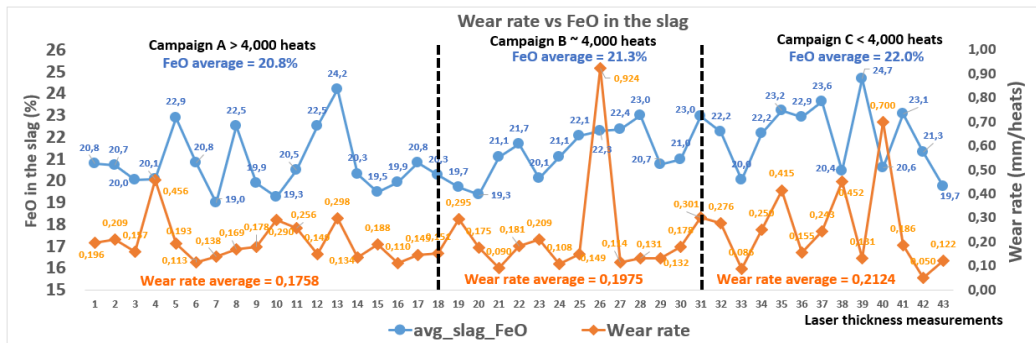 Wear rate vs FeO in the slag
Campaign A > 4,000 heats
FeO average = 20.8%
Campaign B ~ 4,000 heats
FeO average = 21.3%
Campaign C < 4,000 heats
FeO average = 22.0%
FeO in the slag (%)
26
25
24
23
22
21
20
19
18
17
16
15
Wear rate (mm/heats)
1,00
0,90
0,80
0,70
0,60
0,50
0,40
0,30
0,20
0,10
0,00
20,8 20,7 20,0 20,1 22,9 20,8 19,0 22,5 19,9 19,3 20,5 22,5 24,2 20,3 19,5 19,9 20,8 20,3 19,7 19,3 21,1 21,7 20,1 21,1 22,1 22,3 22,4 23,0 20,7 21,0 23,0 22,2 20,0 22,2 23,2 22,9 23,6 20,4 24,7 20,6 23,1 21,3 19,7
0,196 0,209 0,157 0,456 0,193 0,113 0,138 0,169 0,178 0,290 0,256 0,298 0,134 0,188 0,110 0,295 0,175 0,090 0,181 0,209 0,108 0,149 0,924 0,114 0,131 0,132 0,301 0,276 0,415 0,452 0,131 0,700 0,186 0,050 0,122
Wear rate average = 0,1758
Wear rate average = 0,1975
Wear rate average = 0,2124
1 2 3 4 5 6 7 8 9 10 11 12 13 14 15 16 17 18 19 20 21 22 23 24 25 26 27 28 29 30 31 32 33 34 35 36 37 38 39 40 41 42 43
avg_slag_FeO
Wear rate
Laser thickness measurements